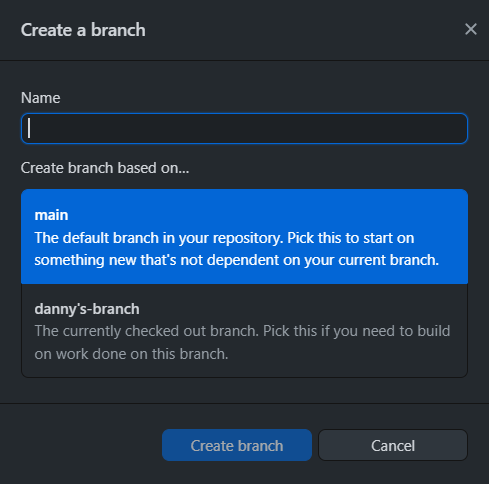 Create a branch
Name
Create branch based on...
main
The default branch in your repository. Pick this to start on
something new that's not dependent on your current branch.
danny's-branch
The currently checked out branch. Pick this if you need to build
on work done on this branch.
Create branch
Cancel